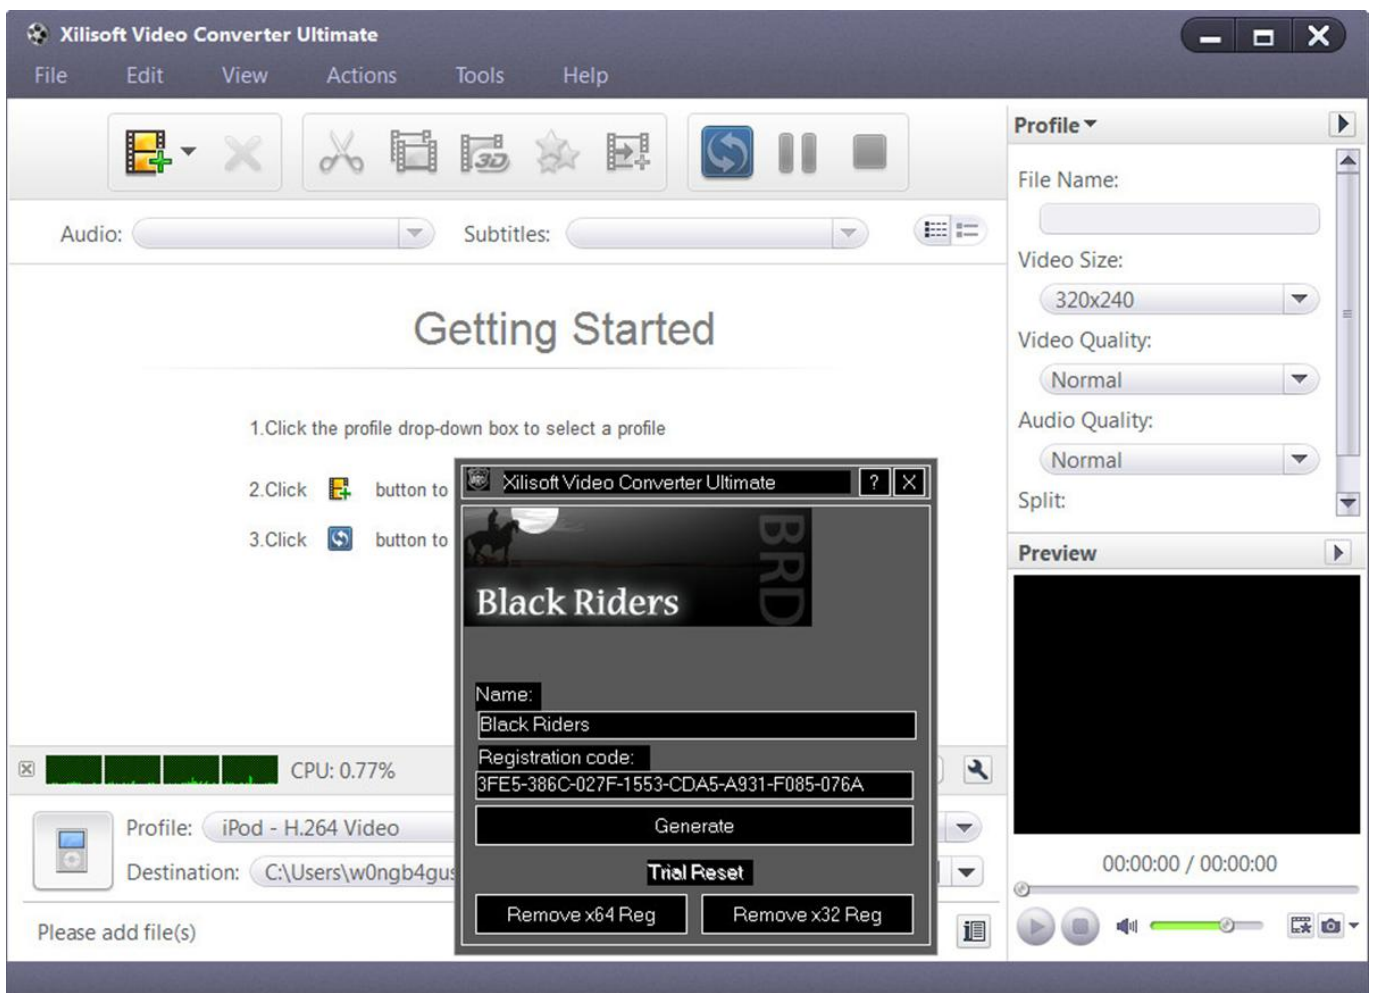 Xilisoft Video Converter Ultimate
File Edit View Actions Tools Help
Profile
3D
File Name:
Audio: Subtitles:
Video Size:
320x240
Getting Started
Video Quality:
Normal
1.Click the profile drop-down box to select a profile
Audio Quality:
Normal
2.Click button to
Split:
3.Click button to
Preview
Xilisoft Video Converter Ultimate ? X
BRD
Black Riders
Name:
Black Riders
Registration code:
3FE5-386C-027F-1553-CDA5-A931-F085-076A
Generate
Trial Reset
Remove x64 Reg Remove x32 Reg
CPU: 0.77%
Profile: iPod - H.264 Video
Destination: C:\Users\w0ngb4gus
Please add file(s)
00:00:00 / 00:00:00